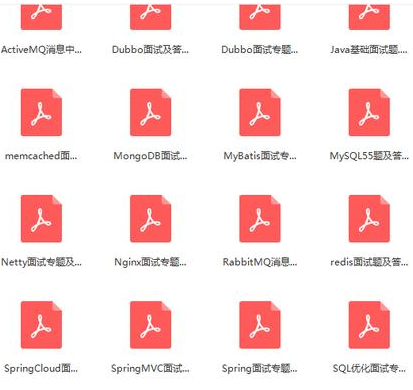 ActiveMQ消息中...
Dubbo面试及答...
Dubbo面试专题...
Java基础面试题....
memcached面...
MongoDB面试...
MyBatis面试专...
MySQL55题及答...
Netty面试专题及...
Nginx面试专题...
RabbitMQ消息...
redis面试题及答...
SpringCloud面...
SpringMVC面试...
Spring面试专题...
SQL优化面试专...